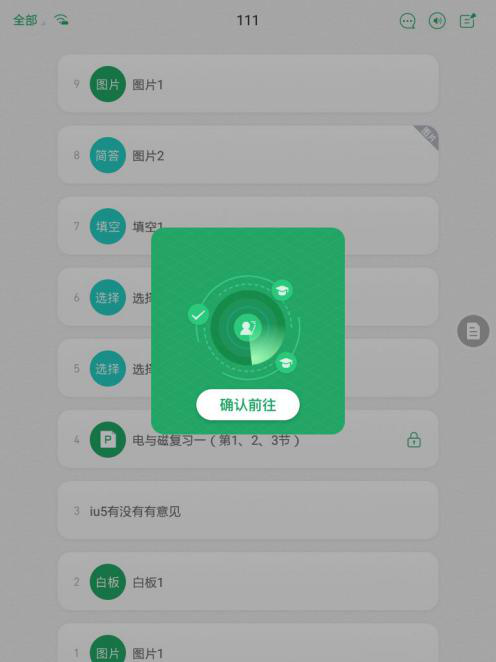 全部
111
9 图片 图片1
8 简答 图片2
图片
7 填空 填空1
6 选择 选择
5 选择 选择
确认前往
4 P 电与磁复习一（第1、2、3节）
3 iu5有没有有意见
2 白板 白板1
1 图片 图片1